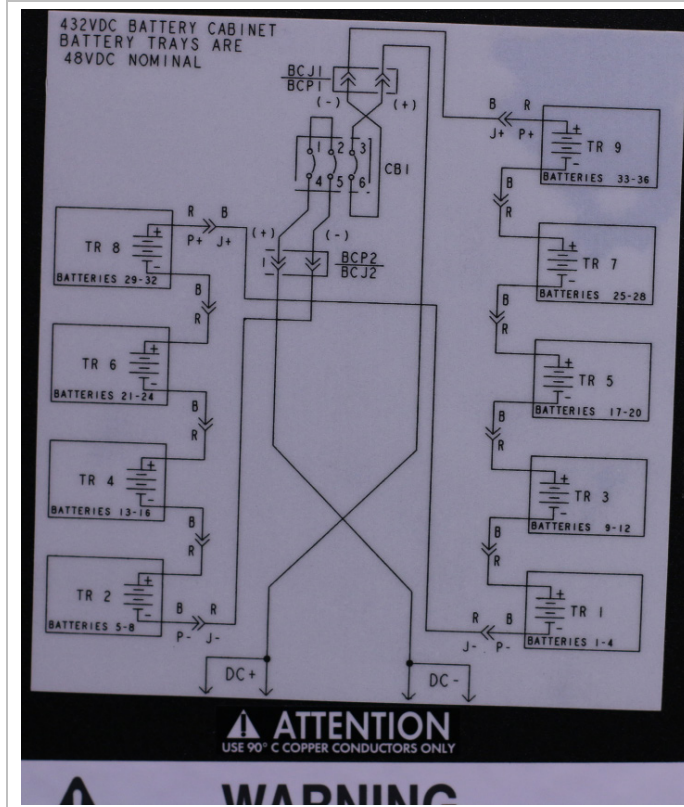 432VDC BATTERY CABINET
BATTERY TRAYS ARE
48VDC NOMINAL
BCJ1
BCP1
(-)
(+)
1 2 3
CB1
4 5 6
B R
J+ P+
+
TR 9
-
BATTERIES 33-36
B
R
R B
P+ J+
(+)
(-)
BCP2
BCJ2
1
+
TR 8
-
BATTERIES 29-32
B
R
+
TR 7
-
BATTERIES 25-28
B
R
+
TR 6
-
BATTERIES 21-24
B
R
+
TR 5
-
BATTERIES 17-20
B
R
+
TR 4
-
BATTERIES 13-16
B
R
+
TR 3
-
BATTERIES 9-12
B
R
+
TR 2
-
BATTERIES 5-8
B R
P- J-
+
TR 1
-
BATTERIES 1-4
R B
J- P-
DC+
DC-
ATTENTION
USE 90° C COPPER CONDUCTORS ONLY
WARNING